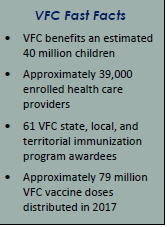 VFC Fast Facts
• VFC benefits an estimated
40 million children
• Approximately 39,000
enrolled health care
providers
• 61 VFC state, local, and
territorial immunization
program awardees
• Approximately 79 million
VFC vaccine doses
distributed in 2017